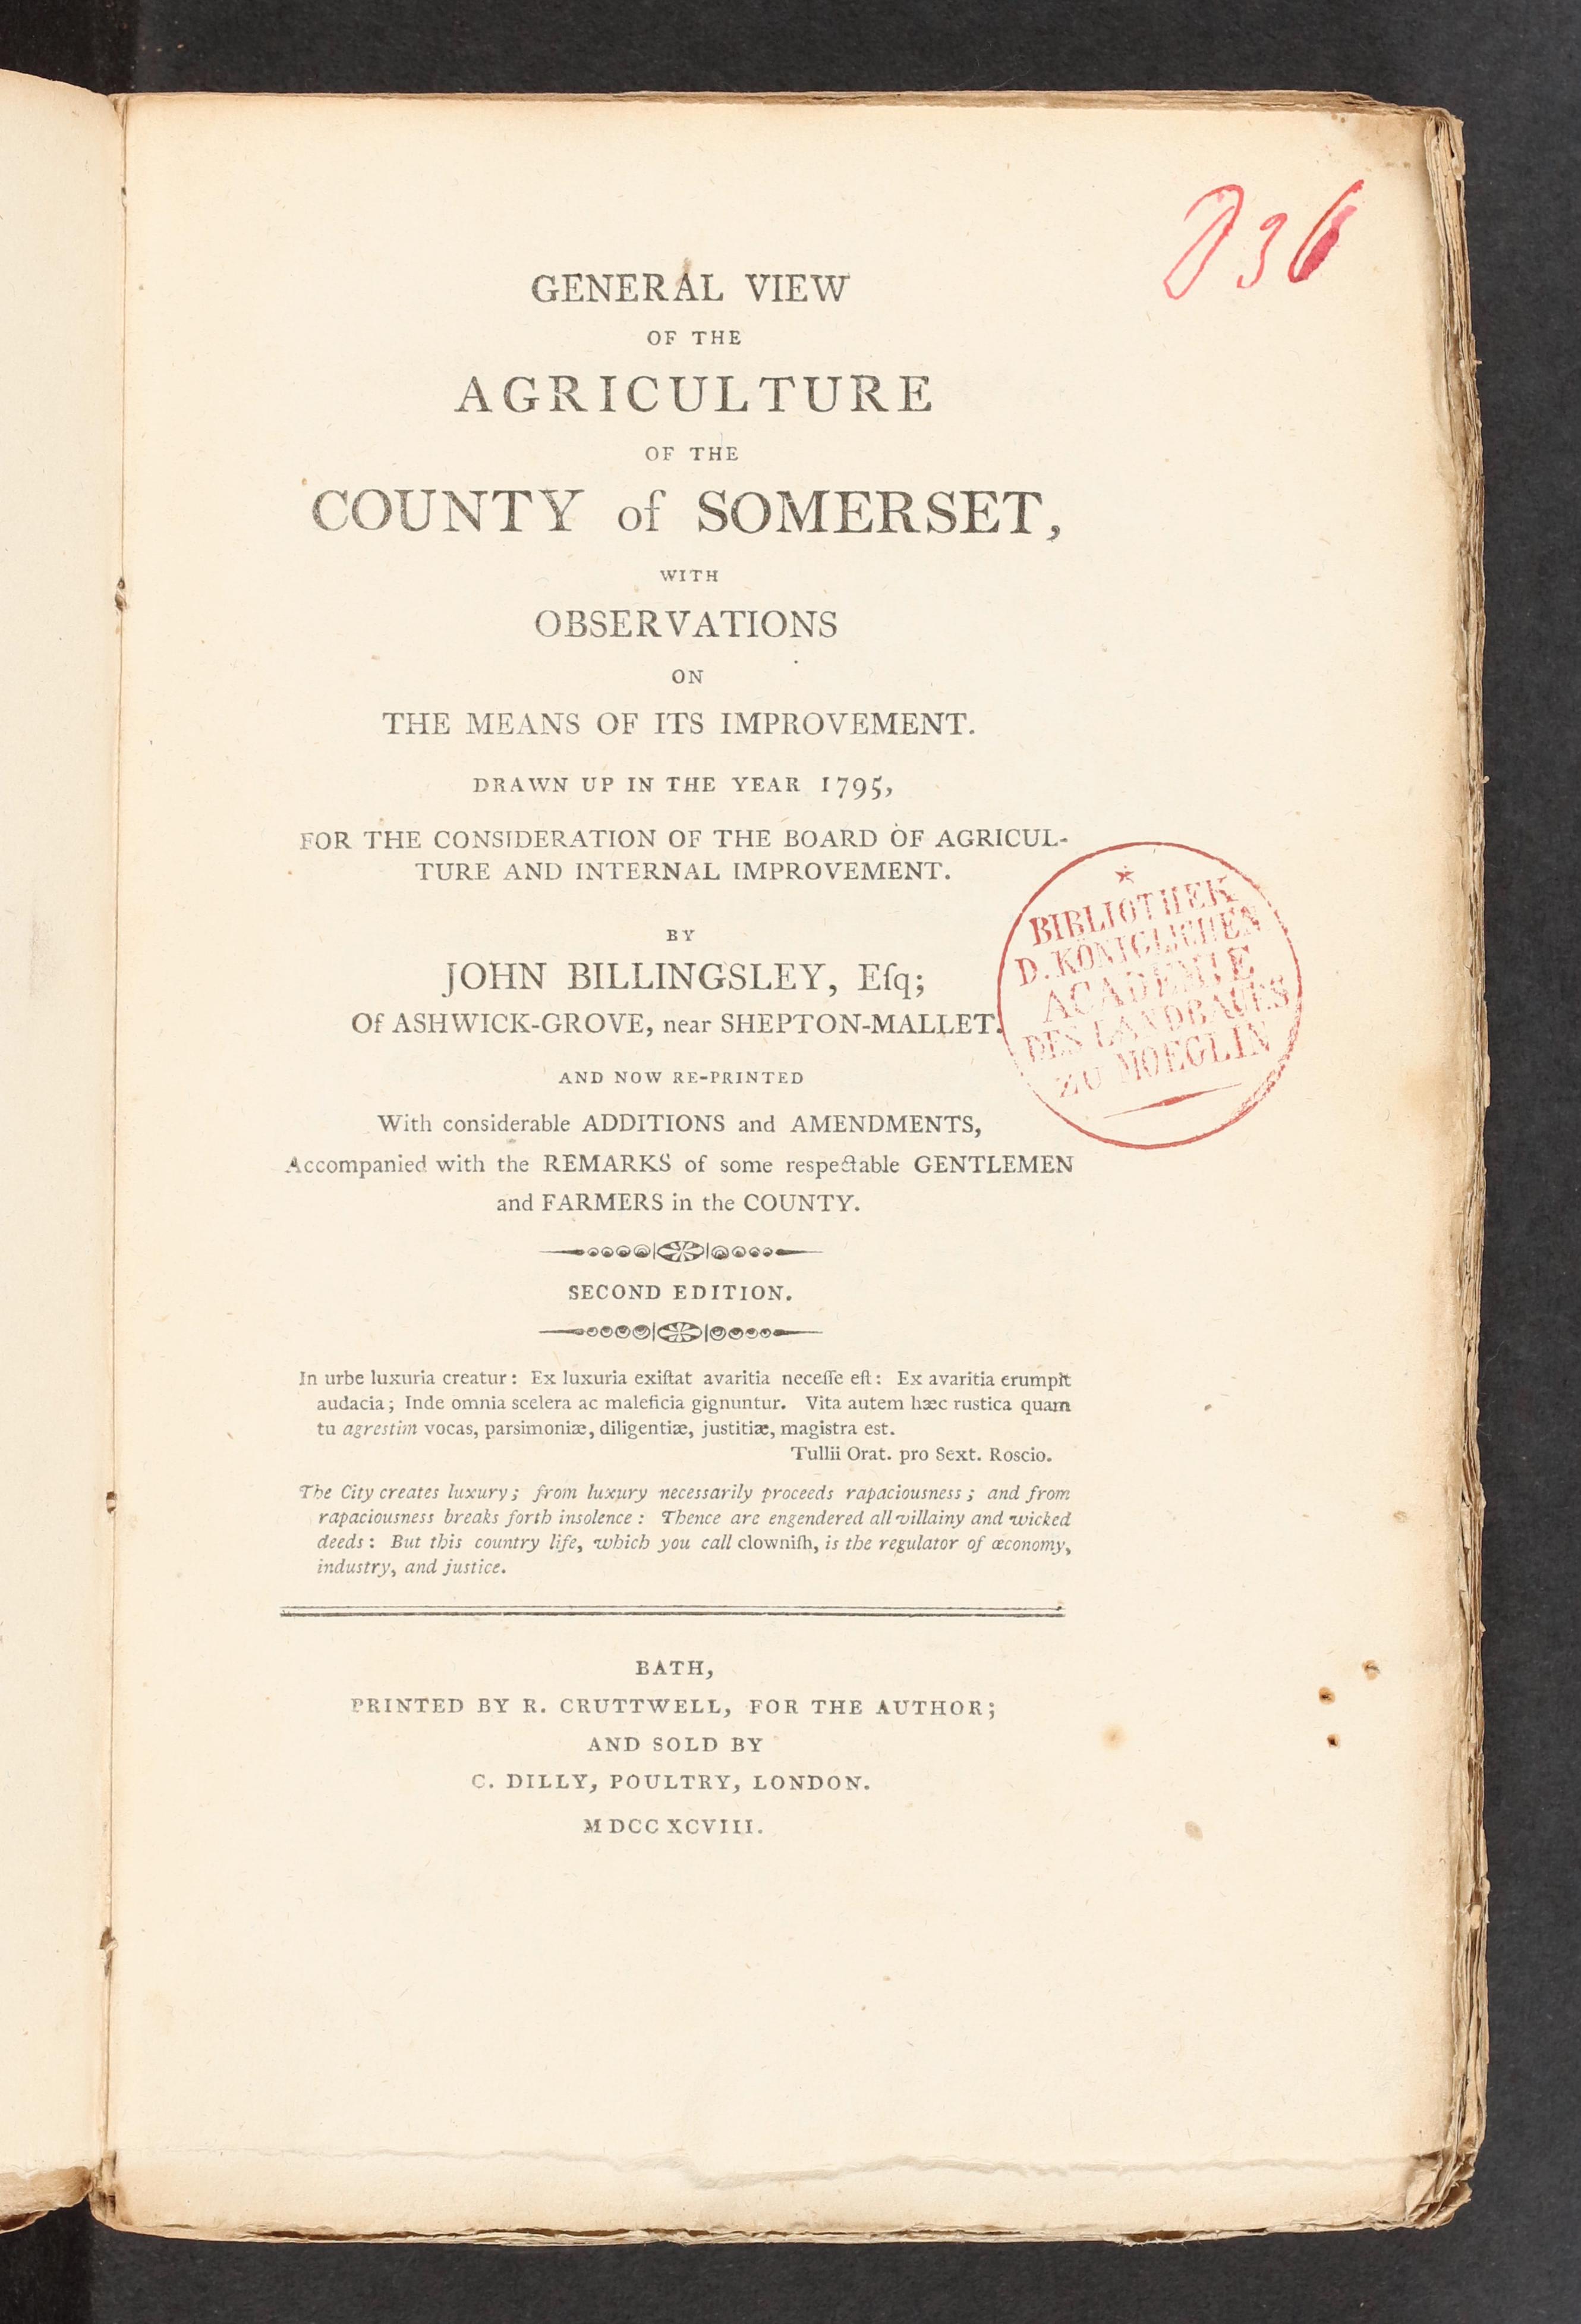 GENERAL VIEW
OF THE
AGRICULTURE
OF THE
COUNTY of SOMERSET,
WITH
OBSERVATIONS
ON
THE MEANS OF ITS IMPROVEMENT.
DRAWN UP IN THE YEAR 1795,
FOR THE CONSIDERATION OF THE BOARD OF AGRICUL-
TURE AND INTERNAL IMPROVEMENT.
BY
JOHN BILLINGSLEY, Eſq;
Of ASHWICK-GROVE, near SHEPTON-MALLET.
AND NOW RE-PRINTED
With considerable ADDITIONS and AMENDMENTS,
Accompanied with the REMARKS of some respectable GENTLEMEN
and FARMERS in the COUNTY.
SECOND EDITION.
In urbe luxuria creatur: Ex luxuria exiſtat avaritia neceſſe eſt: Ex avaritia erumpit
audacia; Inde omnia scelera ac maleficia gignuntur. Vita autem hæc rustica quam
tu agrestim vocas, parsimoniæ, diligentiæ, justitiæ, magistra est.
Tullii Orat. pro Sext. Roscio.
The City creates luxury; from luxury necessarily proceeds rapaciousness; and from
rapaciousness breaks forth insolence: Thence are engendered all villainy and wicked
deeds: But this country life, which you call clowniſh, is the regulator of œconomy,
industry, and justice.
BATH,
PRINTED BY R. CRUTTWELL, FOR THE AUTHOR;
AND SOLD BY
C. DILLY, POULTRY, LONDON.
MDCCXCVIII.
BIBLIOTHEK
D. KÖNIGLICHEN
ACADEMIE
DES LANDBAUES
ZU MOEGLIN